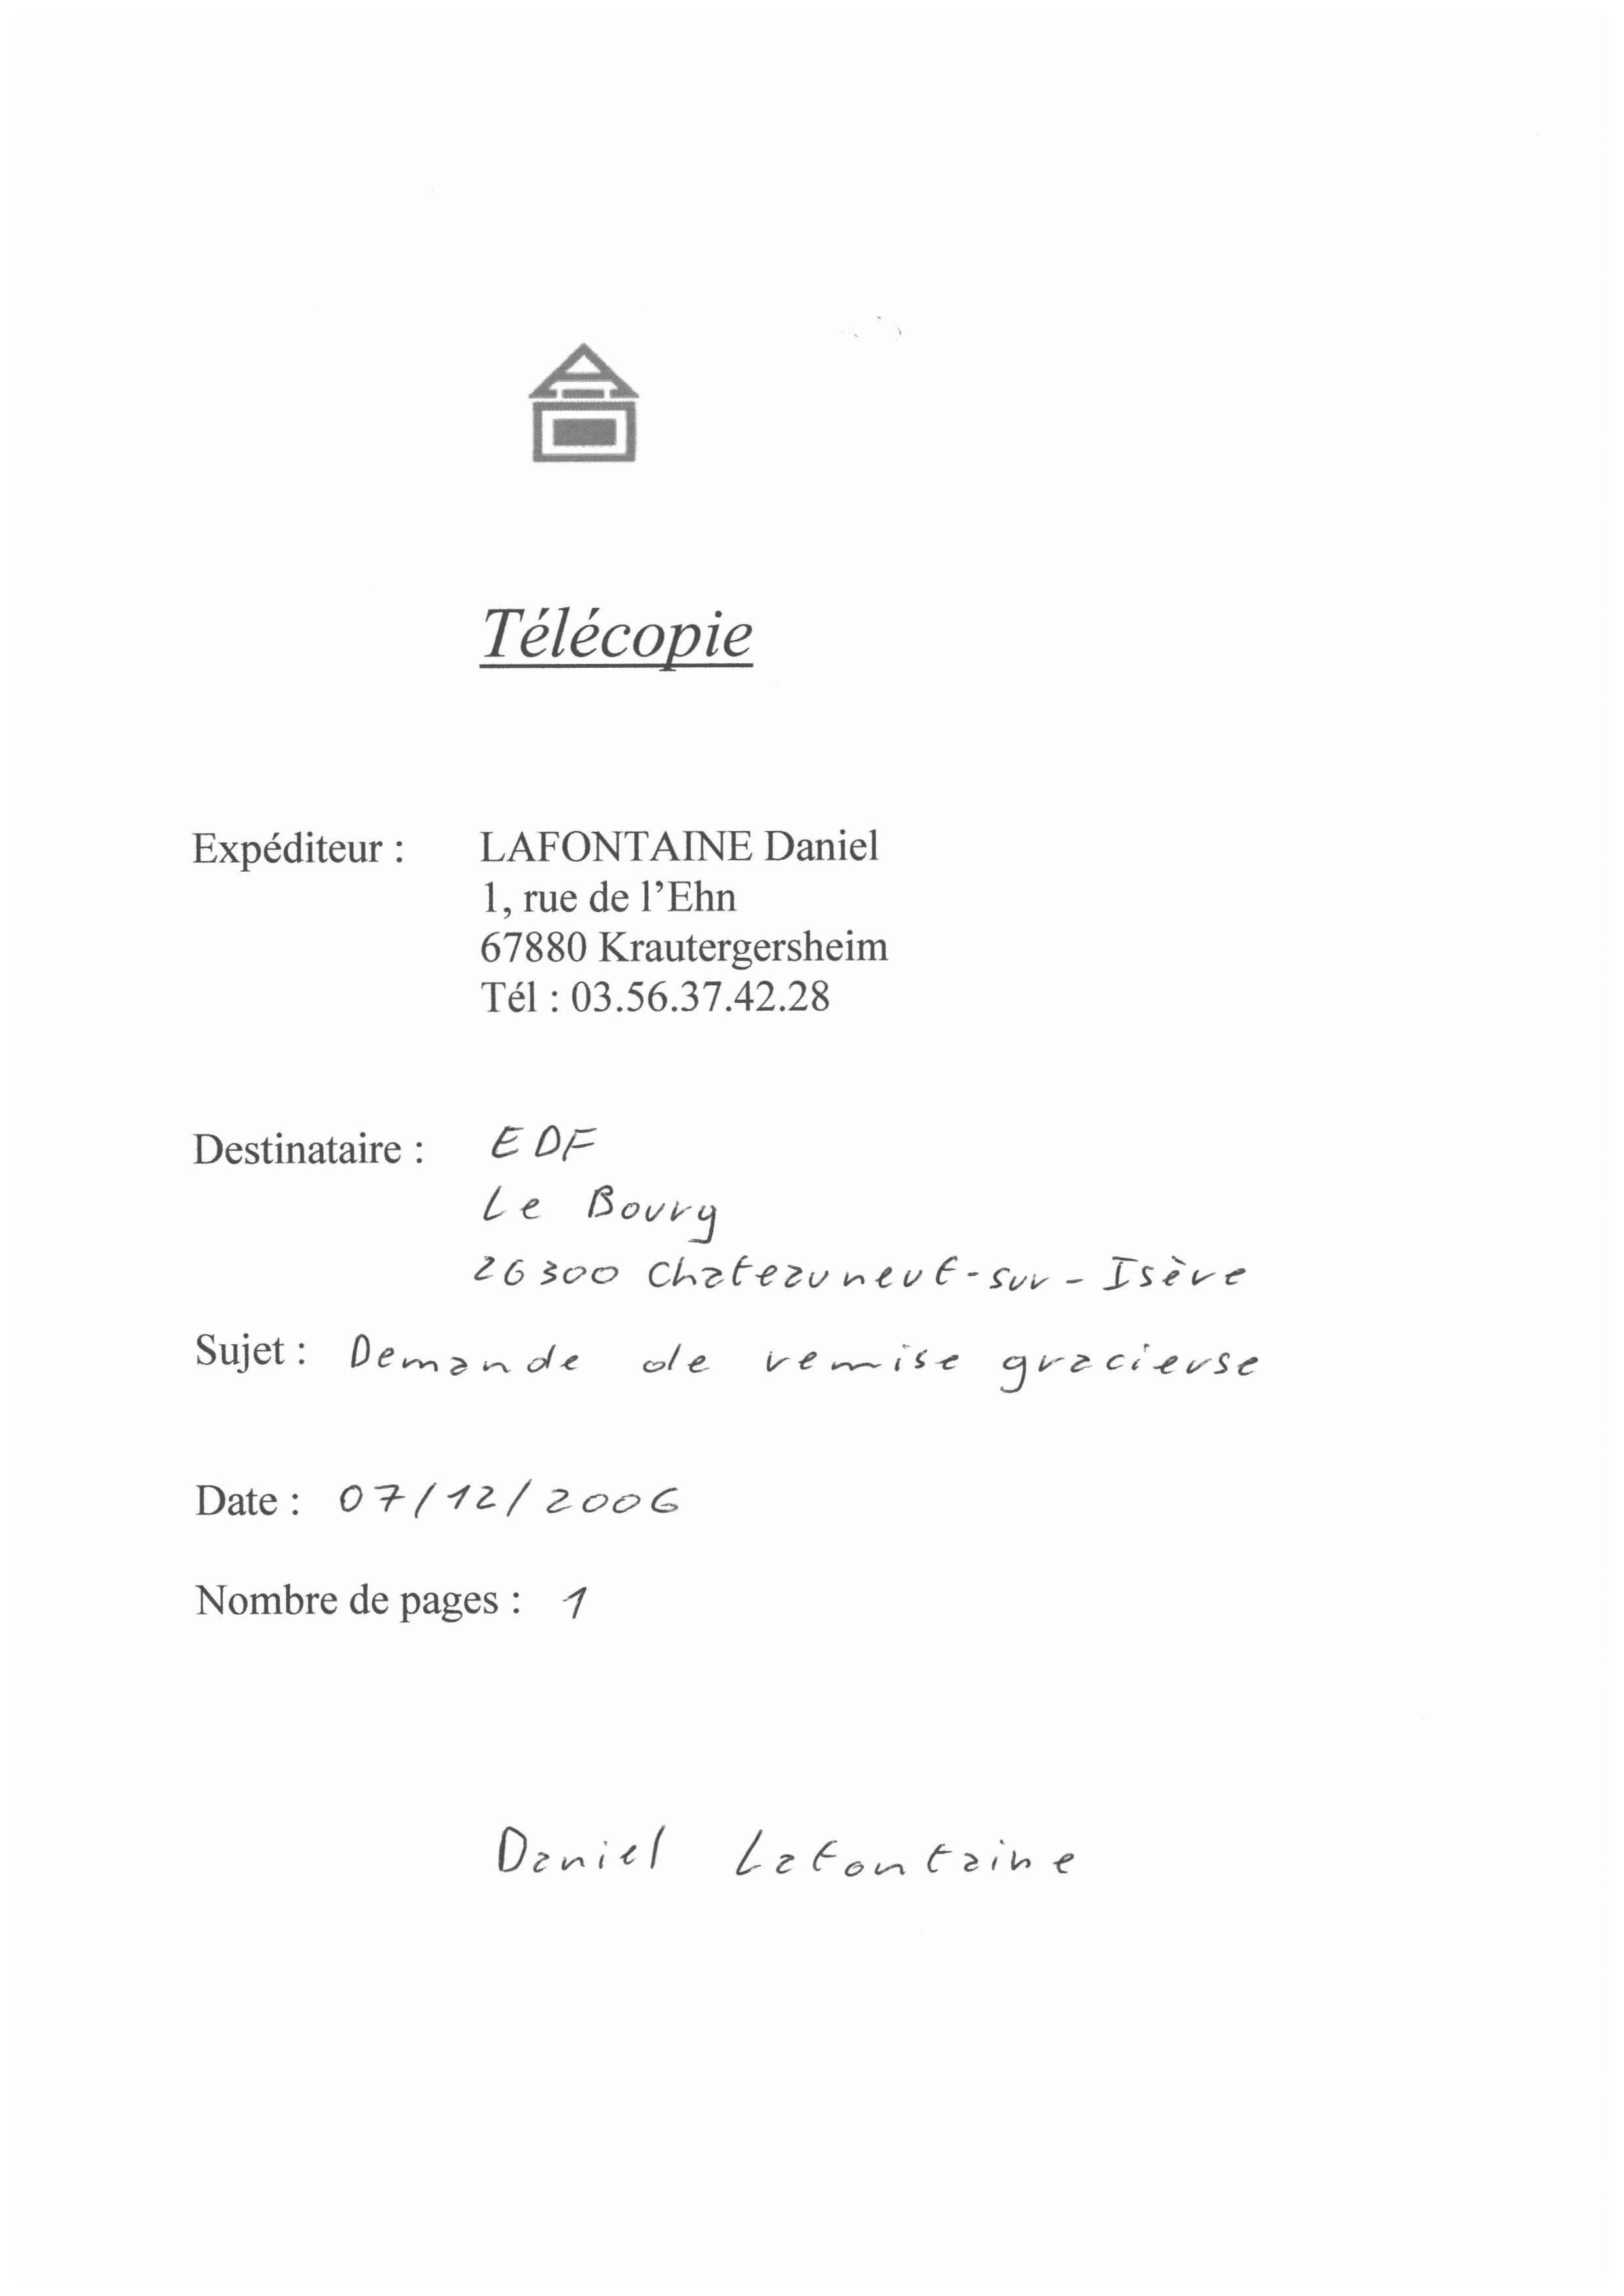 Télécopie
Expéditeur : LAFONTAINE Daniel
1, rue de l'Ehn
67880 Krautergersheim
Tél : 03.56.37.42.28
Destinataire : EDF
Le Bourg
26300 Chateauneuf-sur-Isère
Sujet : Demande de remise gracieuse
Date : 07/12/2006
Nombre de pages : 1
Daniel Lafontaine